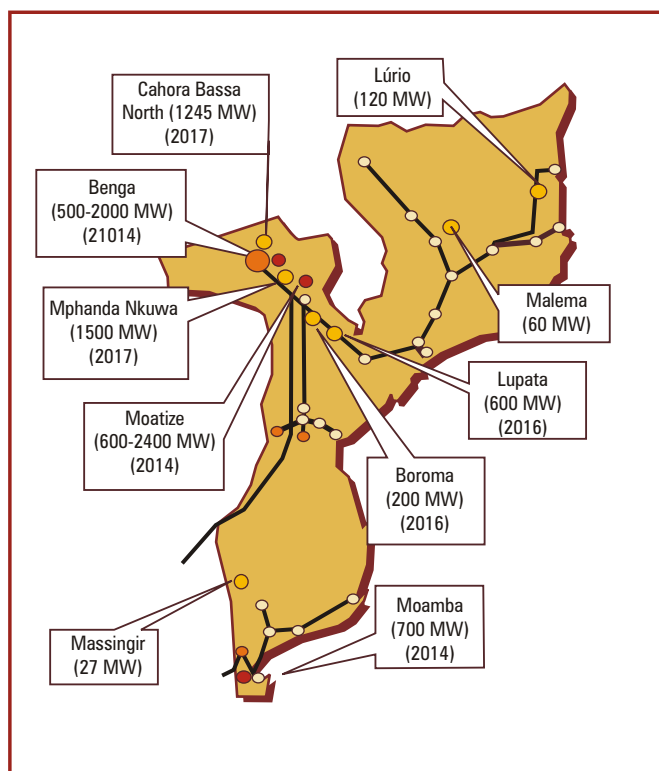 Cahora Bassa
North (1245 MW)
(2017)
Lúrio
(120 MW)
Benga
(500-2000 MW)
(21014)
Mphanda Nkuwa
(1500 MW)
(2017)
Malema
(60 MW)
Lupata
(600 MW)
(2016)
Moatize
(600-2400 MW)
(2014)
Boroma
(200 MW)
(2016)
Moamba
(700 MW)
(2014)
Massingir
(27 MW)